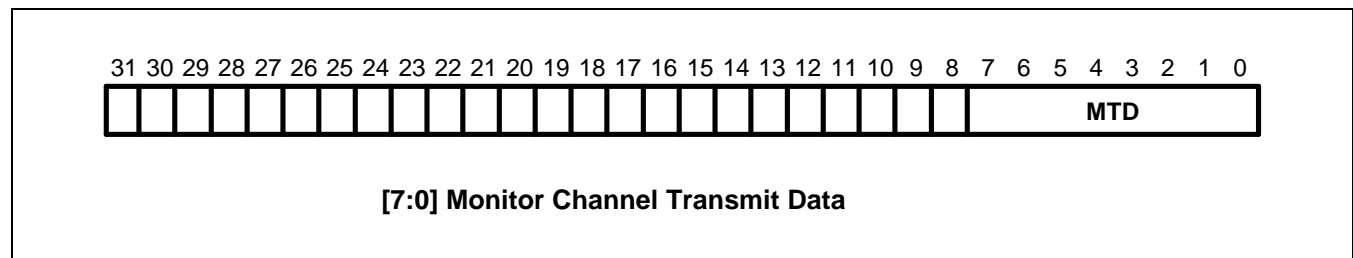 31 30 29 28 27 26 25 24 23 22 21 20 19 18 17 16 15 14 13 12 11 10 9 8 7 6 5 4 3 2 1 0
MTD
[7:0] Monitor Channel Transmit Data